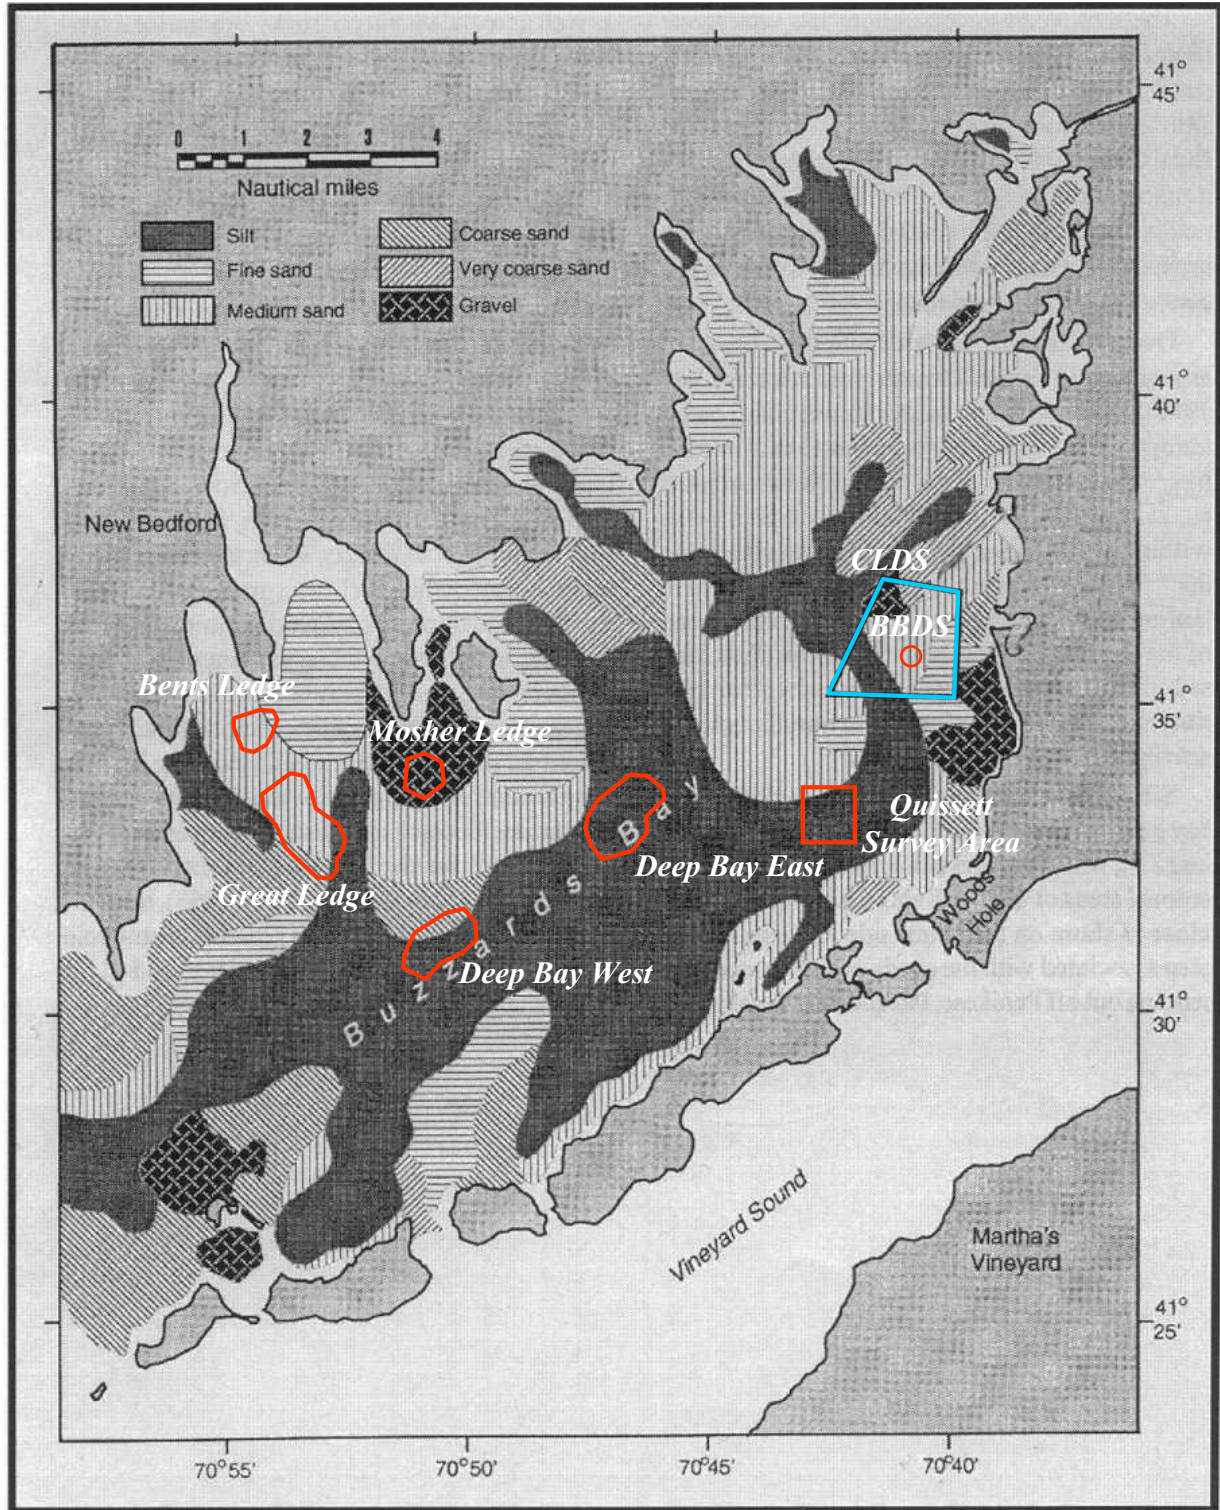 41°
45'
0 1 2 3 4
Nautical miles
Silt
Coarse sand
Fine sand
Very coarse sand
Medium sand
Gravel
41°
40'
New Bedford
CLDS
BBDS
Bents Ledge
41°
35'
Mosher Ledge
Quissett
Survey Area
Deep Bay East
Great Ledge
Woods
Hole
Deep Bay West
Buzzards Bay
41°
30'
Vineyard Sound
Martha's
Vineyard
41°
25'
70°55' 70°50' 70°45' 70°40'